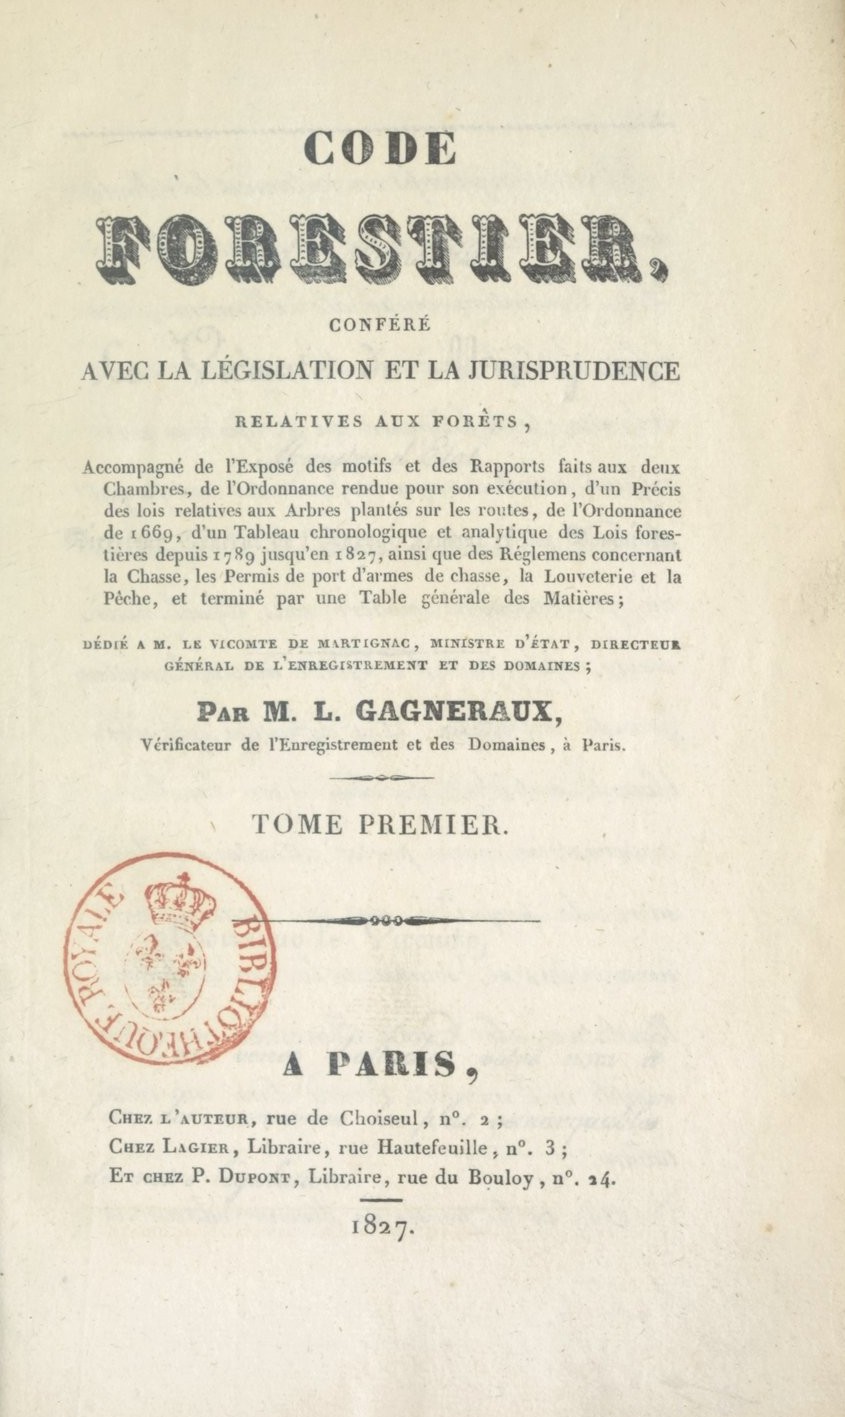 CODE
FORESTIER,
CONFÉRÉ
AVEC LA LÉGISLATION ET LA JURISPRUDENCE
RELATIVES AUX FORÊTS,
Accompagné de l'Exposé des motifs et des Rapports faits aux deux
Chambres, de l'Ordonnance rendue pour son exécution, d'un Précis
des lois relatives aux Arbres plantés sur les routes, de l'Ordonnance
de 1669, d'un Tableau chronologique et analytique des Lois fores-
tières depuis 1789 jusqu'en 1827, ainsi que des Réglemens concernant
la Chasse, les Permis de port d'armes de chasse, la Louveterie et la
Pêche, et terminé par une Table générale des Matières;
DÉDIÉ A M. LE VICOMTE DE MARTIGNAC, MINISTRE D'ÉTAT, DIRECTEUR
GÉNÉRAL DE L'ENREGISTREMENT ET DES DOMAINES;
PAR M. L. GAGNERAUX,
Vérificateur de l'Enregistrement et des Domaines, à Paris.
TOME PREMIER.
BIBLIOTHEQUE ROYALE
A PARIS,
CHEZ L'AUTEUR, rue de Choiseul, nº. 2;
CHEZ LAGIER, Libraire, rue Hautefeuille, nº. 3;
ET CHEZ P. DUPONT, Libraire, rue du Bouloy, nº. 24.
1827.